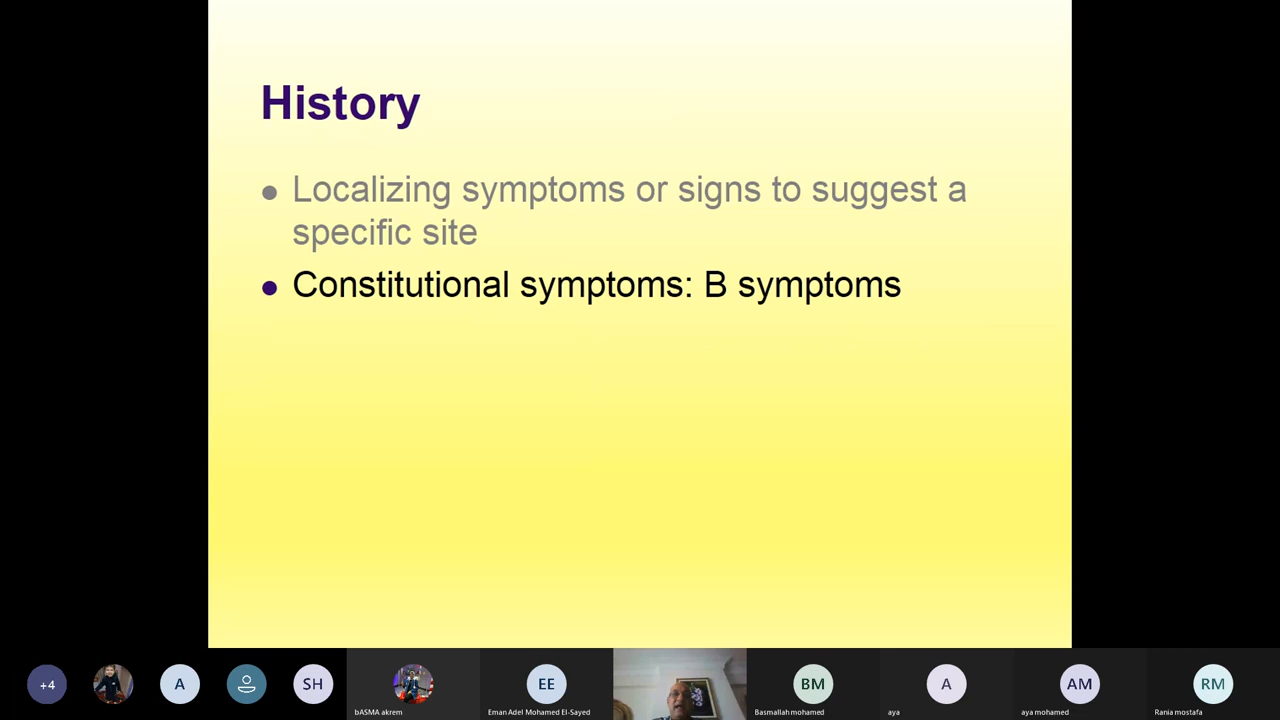 History
Localizing symptoms or signs to suggest a
specific site
Constitutional symptoms: B symptoms
+4
A
SH
bASMA akrem
EE
Eman Adel Mohamed El-Sayed
BM
Basmallah mohamed
A
aya
AM
aya mohamed
RM
Rania mostafa